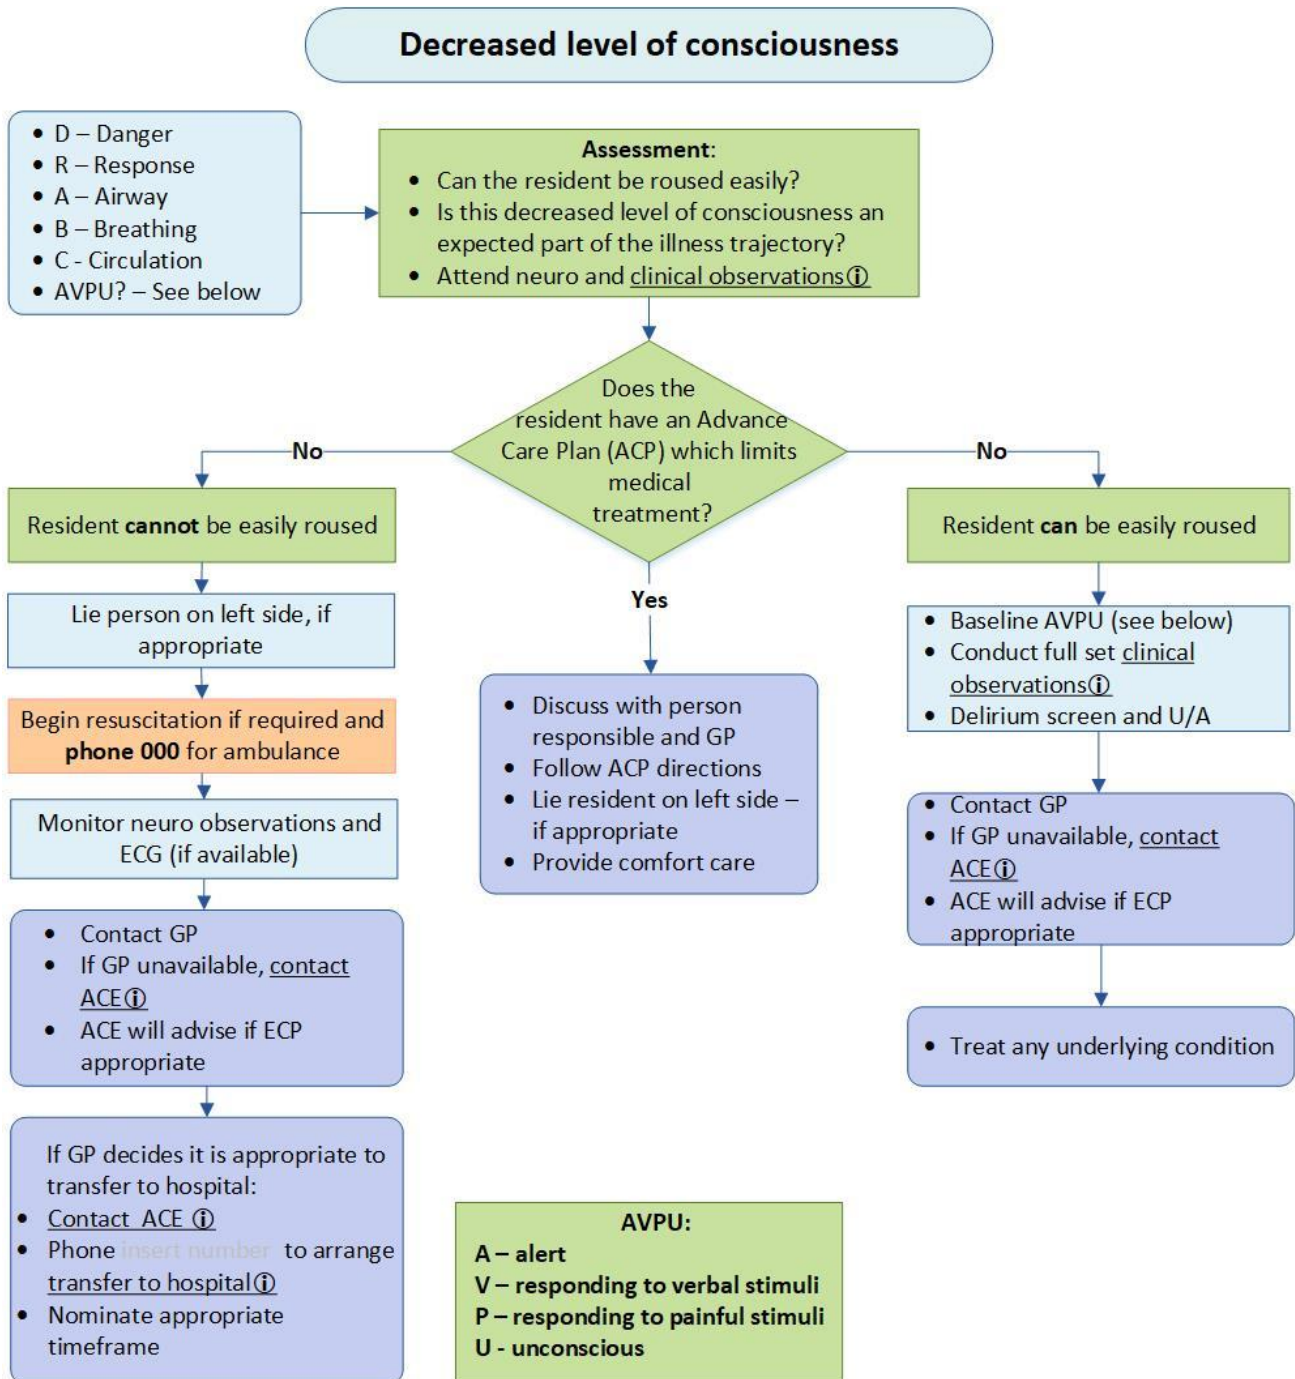 Decreased level of consciousness
• D – Danger
• R – Response
• A – Airway
• B – Breathing
• C - Circulation
• AVPU? – See below
Assessment:
• Can the resident be roused easily?
• Is this decreased level of consciousness an
expected part of the illness trajectory?
• Attend neuro and clinical observationsⓘ
Does the
resident have an Advance
Care Plan (ACP) which limits
medical
treatment?
No
Resident cannot be easily roused
Lie person on left side, if
appropriate
Begin resuscitation if required and
phone 000 for ambulance
Monitor neuro observations and
ECG (if available)
• Contact GP
• If GP unavailable, contact
ACEⓘ
• ACE will advise if ECP
appropriate
If GP decides it is appropriate to
transfer to hospital:
• Contact ACE ⓘ
• Phone insert number to arrange
transfer to hospitalⓘ
• Nominate appropriate
timeframe
Yes
• Discuss with person
responsible and GP
• Follow ACP directions
• Lie resident on left side –
if appropriate
• Provide comfort care
No
Resident can be easily roused
• Baseline AVPU (see below)
• Conduct full set clinical
observationsⓘ
• Delirium screen and U/A
• Contact GP
• If GP unavailable, contact
ACEⓘ
• ACE will advise if ECP
appropriate
• Treat any underlying condition
AVPU:
A – alert
V – responding to verbal stimuli
P – responding to painful stimuli
U - unconscious